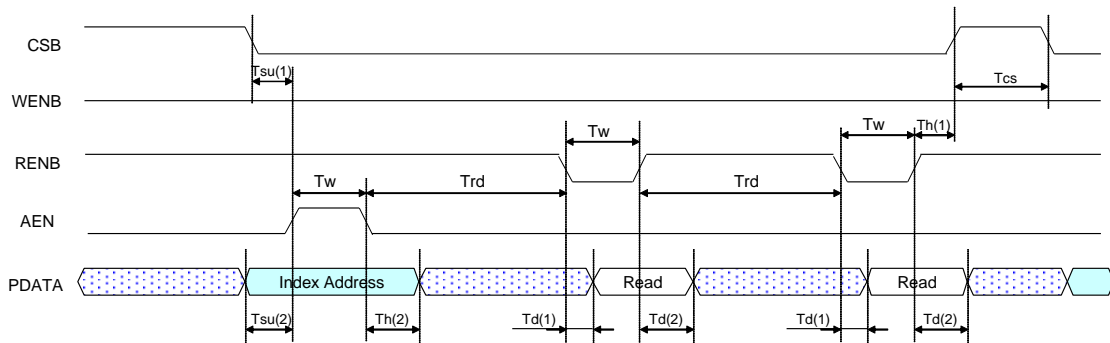 CSB
Tsu(1)
Tcs
WENB
Tw
Tw
Th(1)
RENB
Tw
Trd
Trd
AEN
PDATA
Index Address
Read
Read
Tsu(2)
Th(2)
Td(1)
Td(2)
Td(1)
Td(2)